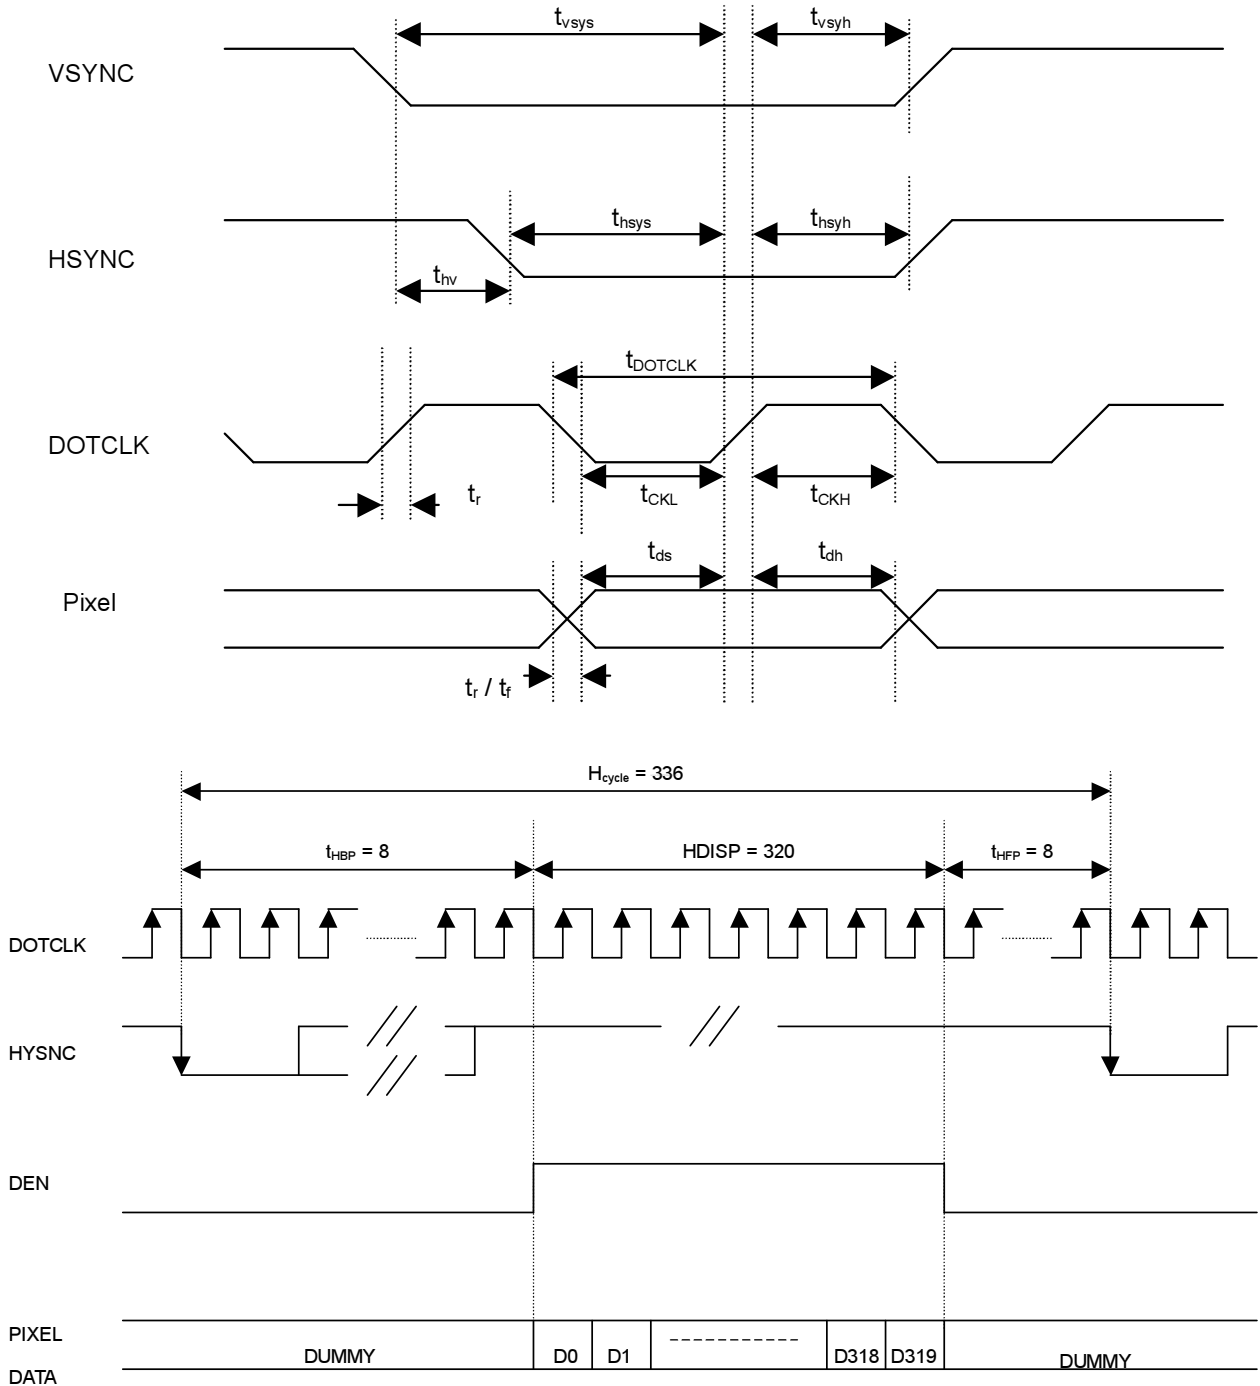 tvsys tvsyh
VSYNC
thsys thsyh
HSYNC
thv
tDOTCLK
DOTCLK
tr tCKL tCKH
tds tdh
Pixel
tr / tf
Hcycle = 336
tHBP = 8 HDISP = 320 tHFP = 8
DOTCLK
HYSNC
DEN
PIXEL
DUMMY D0 D1 D318 D319 DUMMY
DATA